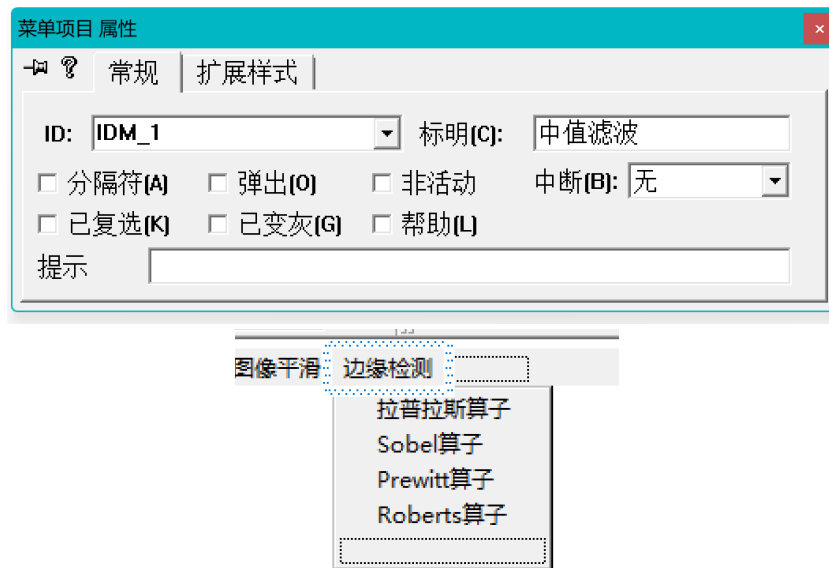 菜单项目 属性
常规 扩展样式
ID: IDM_1 标明(C): 中值滤波
分隔符(A) 弹出(O) 非活动 中断(B): 无
已复选(K) 已变灰(G) 帮助(L)
提示
图像平滑 边缘检测
拉普拉斯算子
Sobel算子
Prewitt算子
Roberts算子